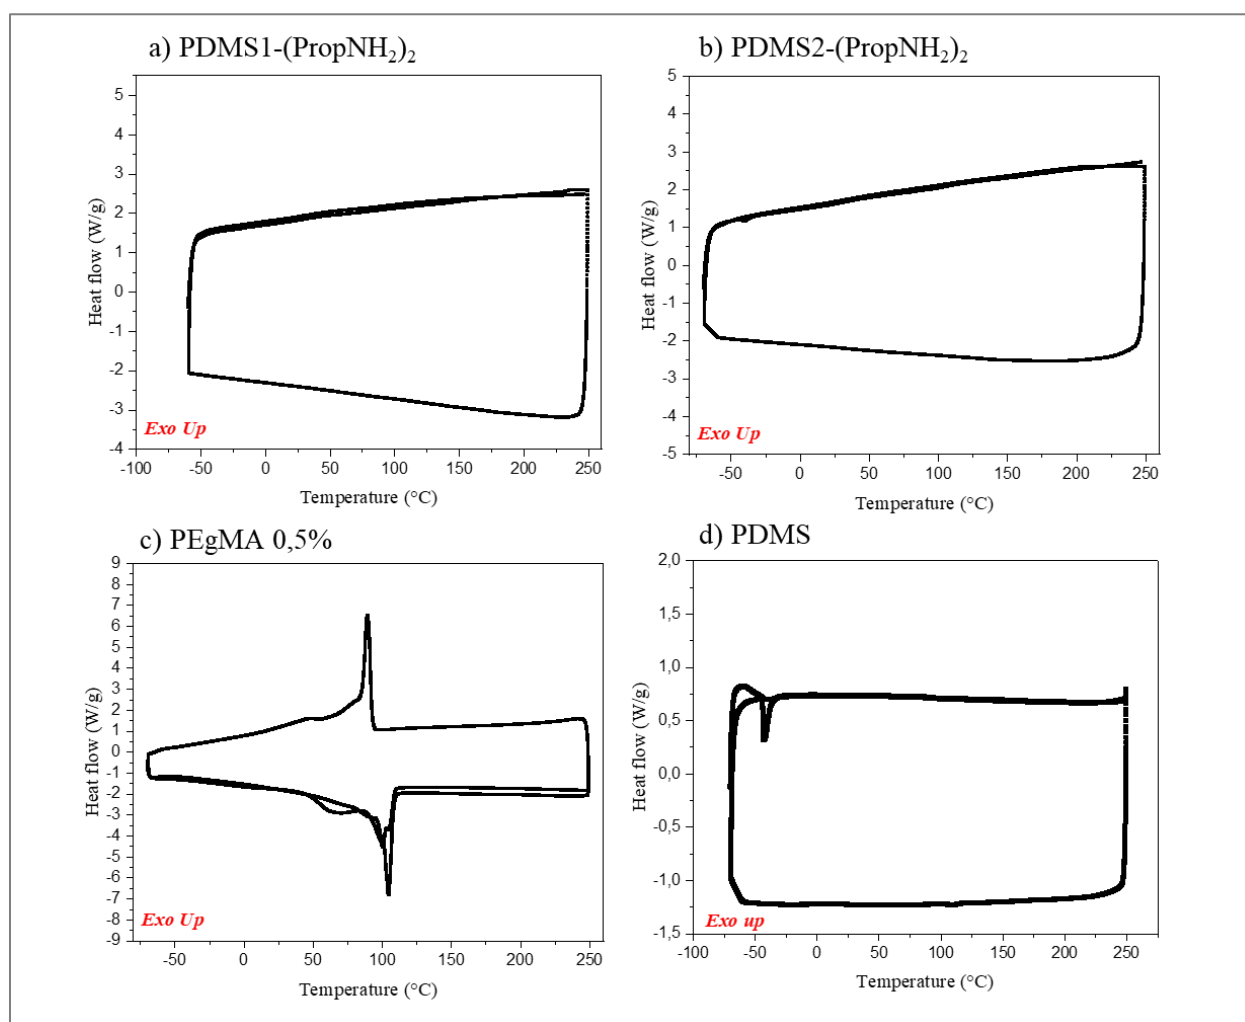 a) PDMS1-(PropNH₂)₂
5
4
3
2
1
0
-1
-2
-3
-4
Heat flow (W/g)
Exo Up
-100 -50 0 50 100 150 200 250
Temperature (°C)
b) PDMS2-(PropNH₂)₂
5
4
3
2
1
0
-1
-2
-3
-4
-5
Heat flow (W/g)
Exo Up
-50 0 50 100 150 200 250
Temperature (°C)
c) PEgMA 0,5%
9
8
7
6
5
4
3
2
1
0
-1
-2
-3
-4
-5
-6
-7
-8
-9
Heat flow (W/g)
Exo Up
-50 0 50 100 150 200 250
Temperature (°C)
d) PDMS
2,0
1,5
1,0
0,5
0,0
-0,5
-1,0
-1,5
Heat flow (W/g)
Exo up
-100 -50 0 50 100 150 200 250
Temperature (°C)